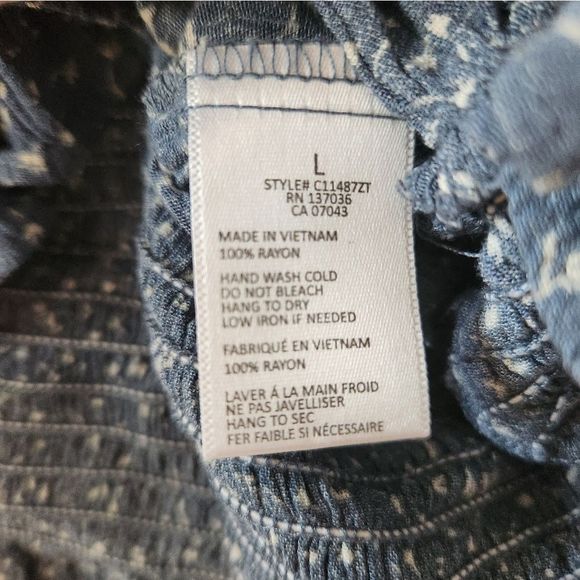 L
STYLE# C11487ZT
RN 137036
CA 07043
MADE IN VIETNAM
100% RAYON
HAND WASH COLD
DO NOT BLEACH
HANG TO DRY
LOW IRON IF NEEDED
FABRIQUÉ EN VIETNAM
100% RAYON
LAVER Á LA MAIN FROID
NE PAS JAVELLISER
HANG TO SEC
FER FAIBLE SI NÉCESSAIRE